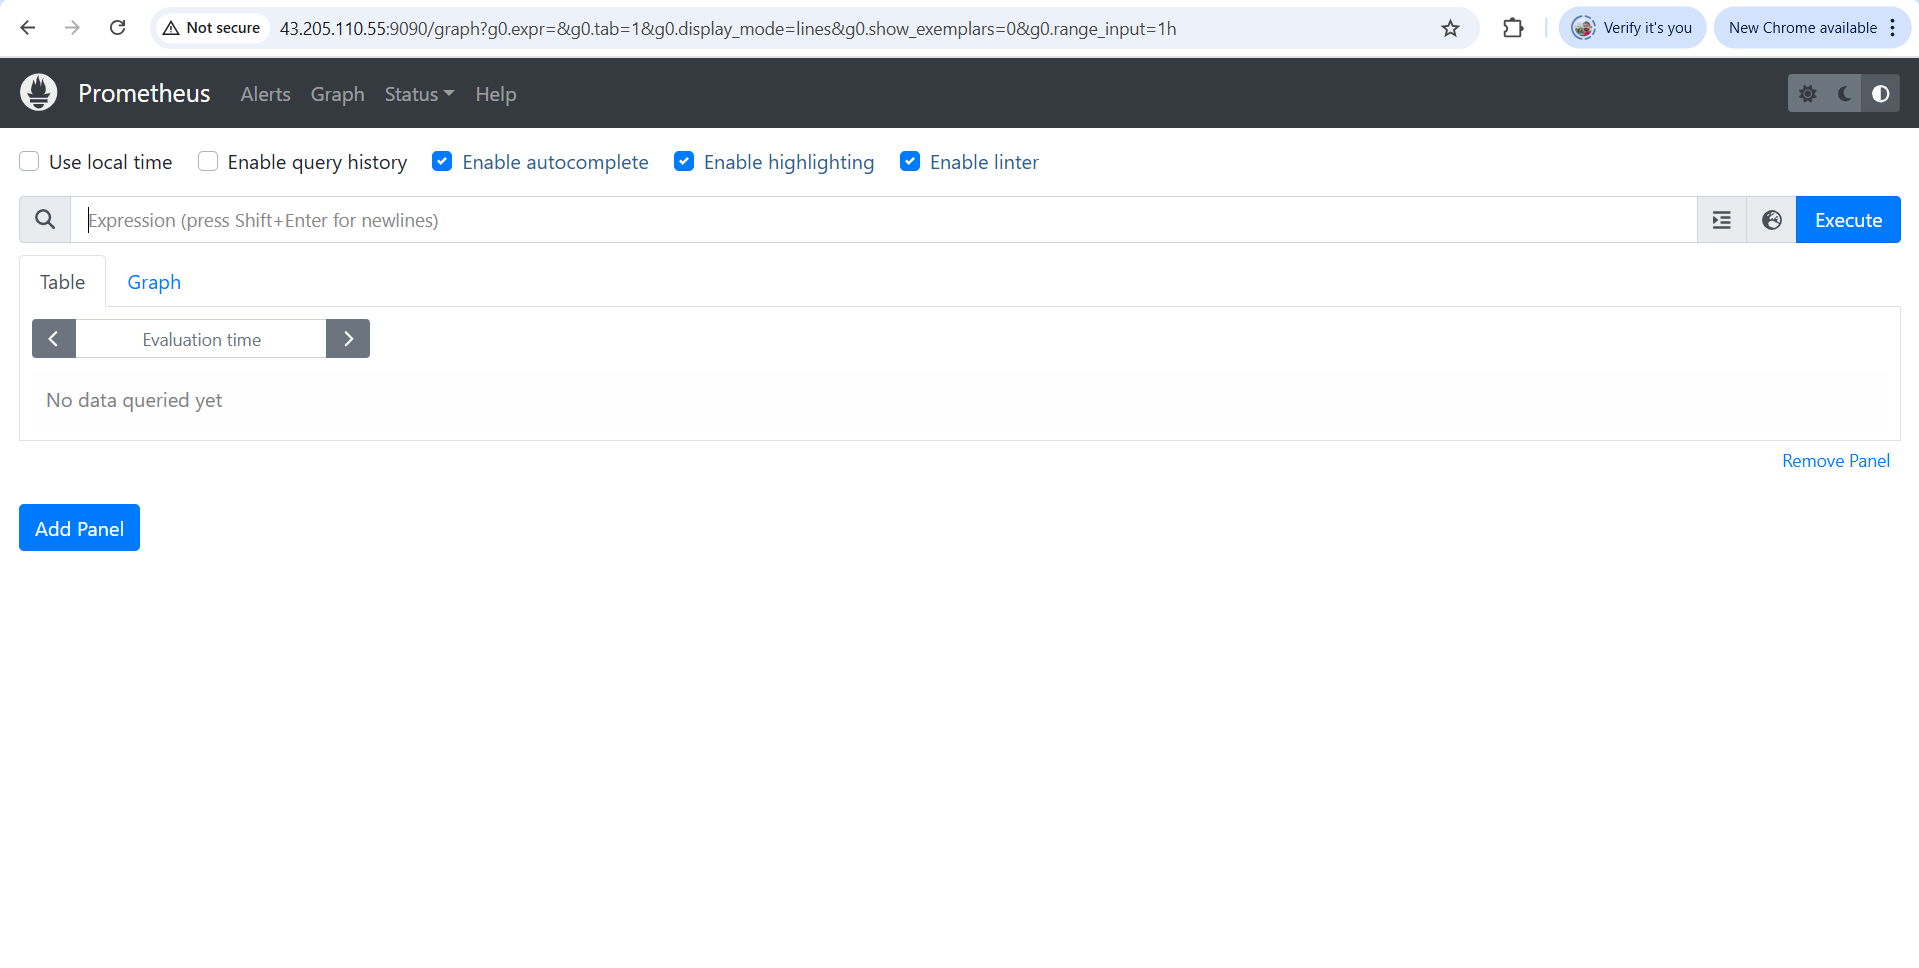 Not secure 43.205.110.55:9090/graph?g0.expr=&g0.tab=1&g0.display_mode=lines&g0.show_exemplars=0&g0.range_input=1h Verify it's you New Chrome available
Prometheus Alerts Graph Status Help
Use local time Enable query history Enable autocomplete Enable highlighting Enable linter
Expression (press Shift+Enter for newlines) Execute
Table Graph
Evaluation time
No data queried yet
Remove Panel
Add Panel